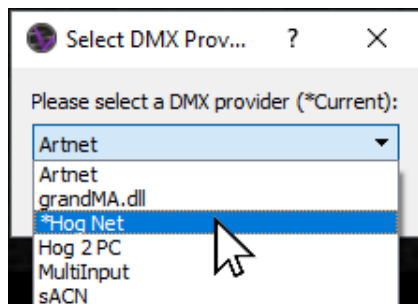 Select DMX Prov... ?
Please select a DMX provider (*Current):
Artnet
Artnet
grandMA.dll
*Hog Net
Hog 2 PC
MultiInput
sACN